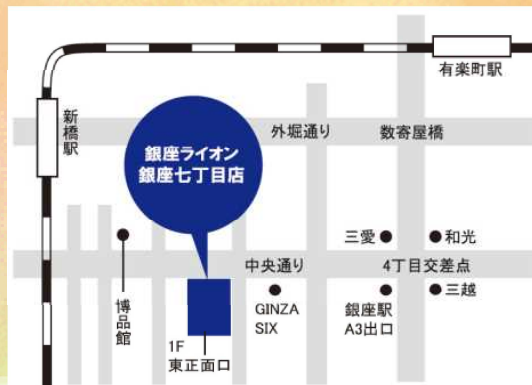 有楽町駅
新橋駅
外堀通り
数寄屋橋
銀座ライオン
銀座七丁目店
三愛
和光
中央通り
4丁目交差点
博品館
GINZA
SIX
銀座駅
A3出口
三越
1F
東正面口